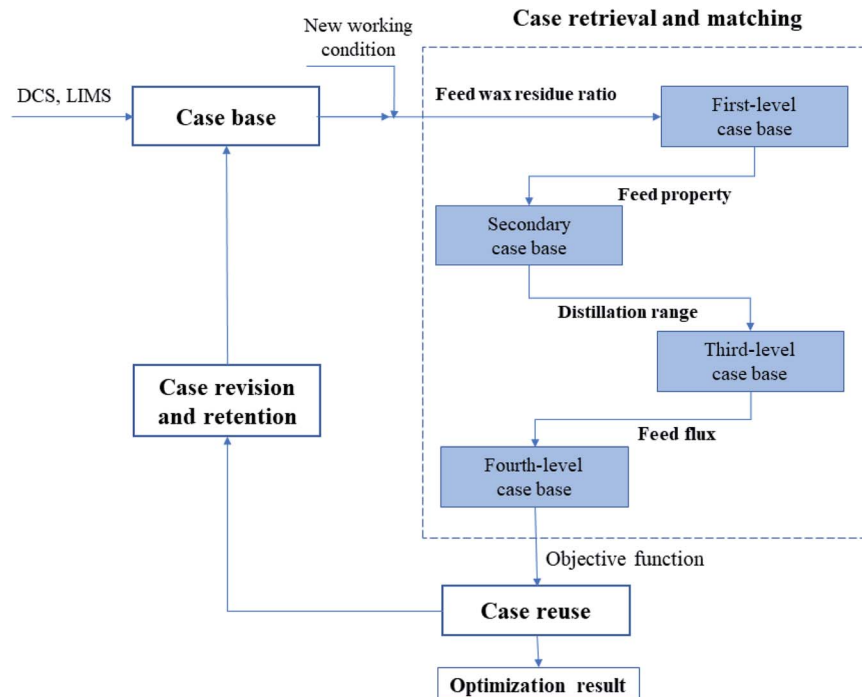 Case retrieval and matching
New working
condition
DCS, LIMS
Case base
Feed wax residue ratio
First-level
case base
Feed property
Secondary
case base
Distillation range
Third-level
case base
Case revision
and retention
Feed flux
Fourth-level
case base
Objective function
Case reuse
Optimization result